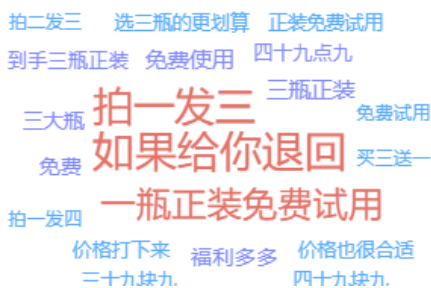 拍二发三 选三瓶的更划算 正装免费试用
到手三瓶正装 免费使用 四十九点九
三瓶正装
拍一发三 免费试用
三大瓶
如果给你退回 买三送一
免费
一瓶正装免费试用
拍一发四
价格打下来 福利多多 价格也很合适
三十九块九 四十九块九